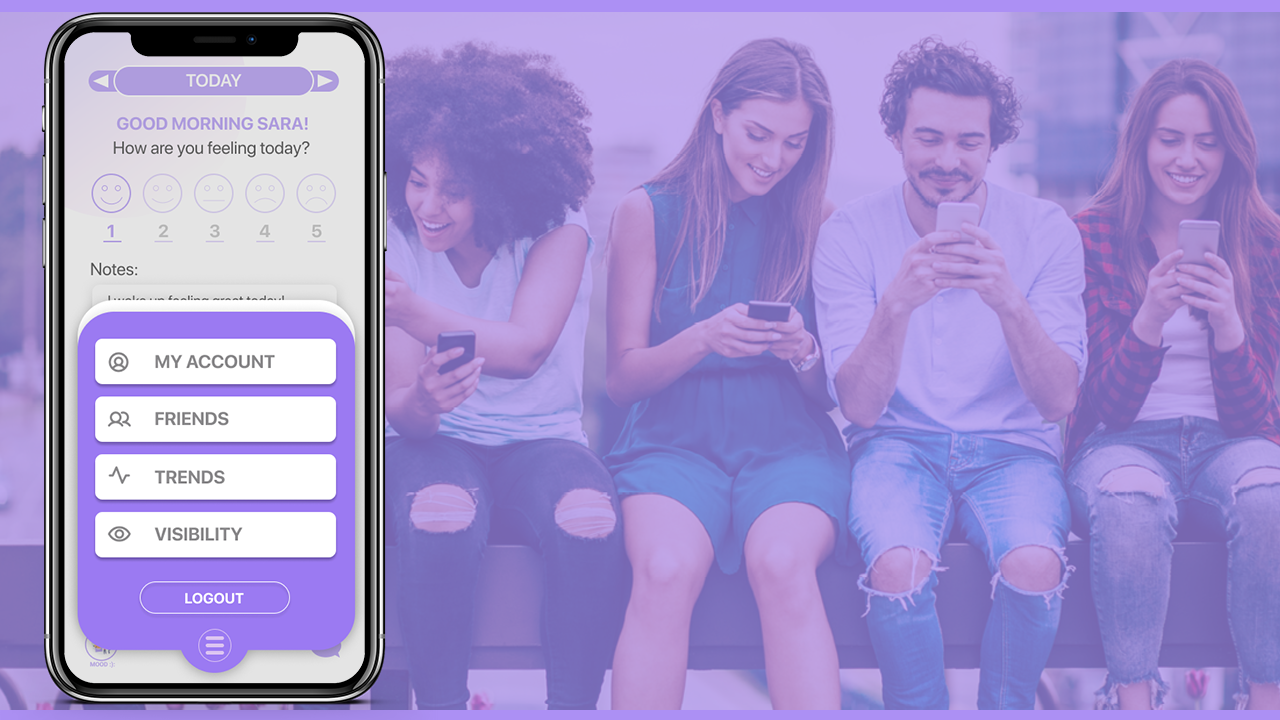 TODAY
GOOD MORNING SARA!
How are you feeling today?
1 2 3 4 5
Notes:
I woke up feeling great today!
MY ACCOUNT
FRIENDS
TRENDS
VISIBILITY
LOGOUT
MOOD :)